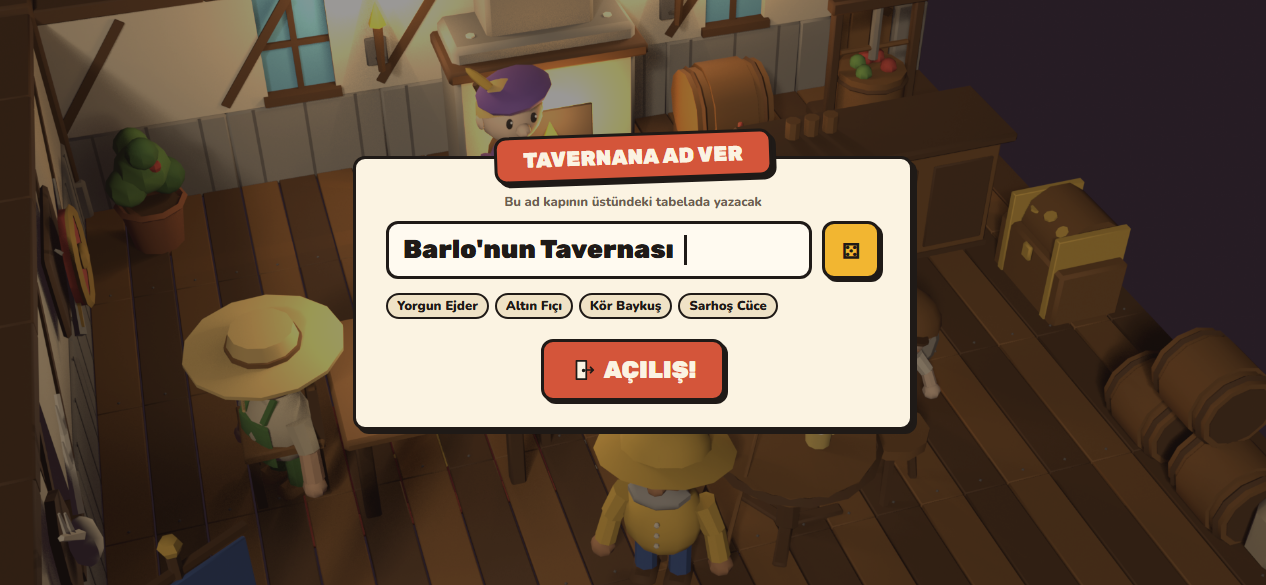 TAVERNANA AD VER
Bu ad kapının üstündeki tabelada yazacak
Barlo'nun Tavernası
Yorgun Ejder
Altın Fıçı
Kör Baykuş
Sarhoş Cüce
AÇILIŞ!